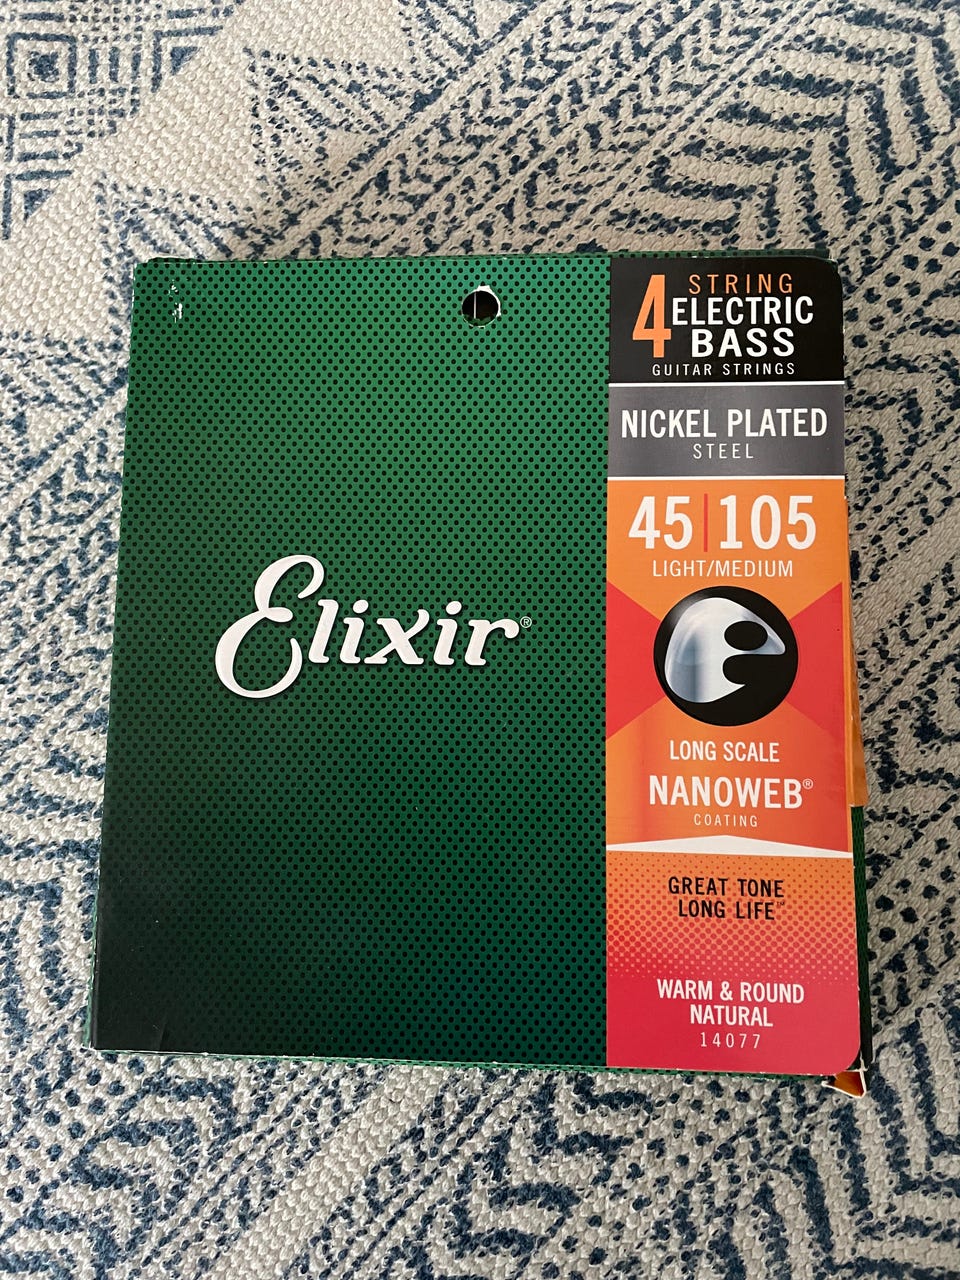 Elixir®
4 STRING
ELECTRIC
BASS
GUITAR STRINGS
NICKEL PLATED
STEEL
45|105
LIGHT/MEDIUM
LONG SCALE
NANOWEB®
COATING
GREAT TONE
LONG LIFE™
WARM & ROUND
NATURAL
14077